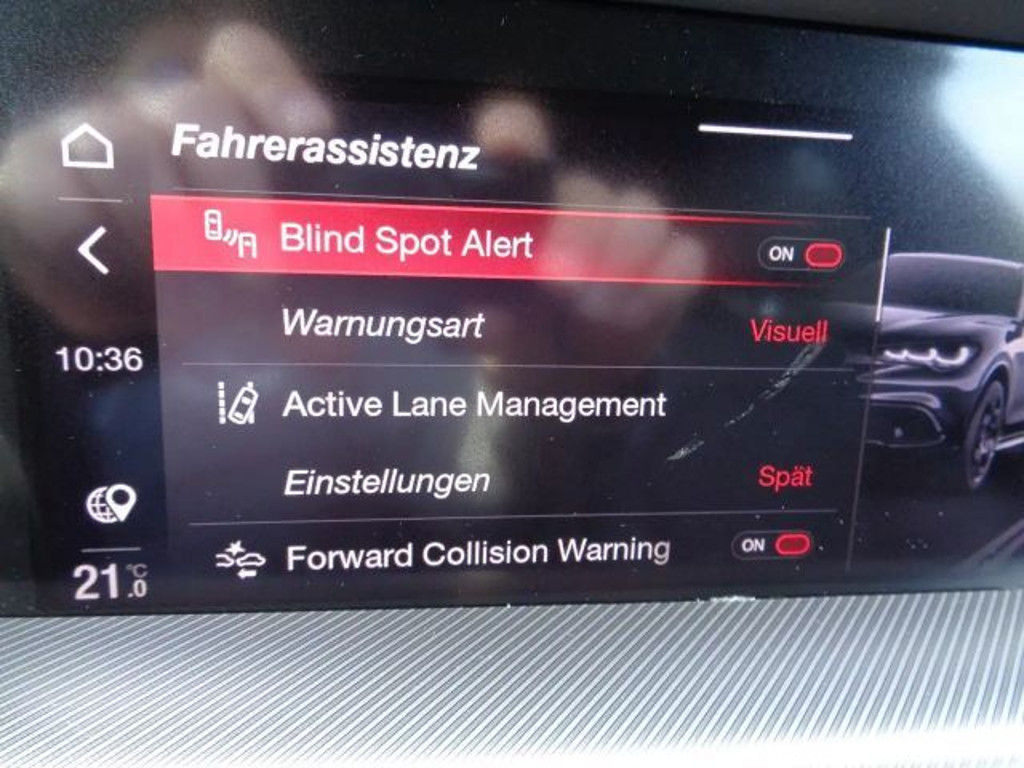 Fahrerassistenz
Blind Spot Alert ON
Warnungsart Visuell
10:36
Active Lane Management
Einstellungen Spät
Forward Collision Warning ON
21.0 °C